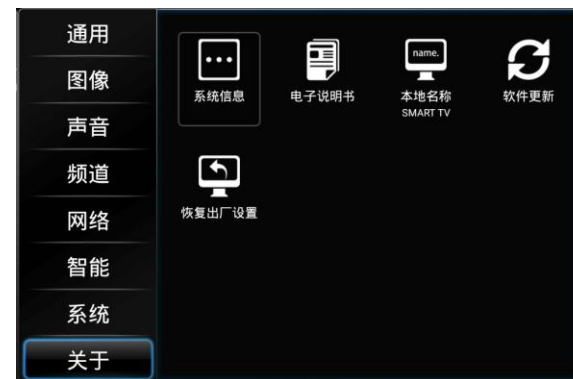 通用
图像
声音
频道
网络
智能
系统
关于
系统信息
电子说明书
name.
本地名称
SMART TV
软件更新
恢复出厂设置